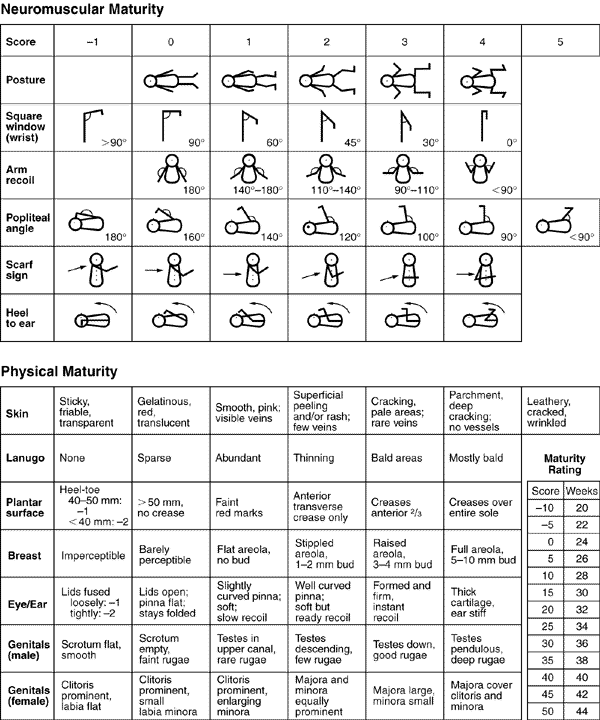 Neuromuscular Maturity
Score –1 0 1 2 3 4 5
Posture
Square
window
(wrist)
>90° 90° 60° 45° 30° 0°
Arm
recoil
180° 140°–180° 110°–140° 90°–110° <90°
Popliteal
angle
180° 160° 140° 120° 100° 90° <90°
Scarf
sign
Heel
to ear
Physical Maturity
Skin
Sticky,
friable,
transparent
Gelatinous,
red,
translucent
Smooth, pink;
visible veins
Superficial
peeling
and/or rash;
few veins
Cracking,
pale areas;
rare veins
Parchment,
deep
cracking;
no vessels
Leathery,
cracked,
wrinkled
Lanugo
None
Sparse
Abundant
Thinning
Bald areas
Mostly bald
Plantar
surface
Heel-toe
40–50 mm:
–1
<40 mm: –2
>50 mm,
no crease
Faint
red marks
Anterior
transverse
crease only
Creases
anterior 2/3
Creases over
entire sole
Breast
Imperceptible
Barely
perceptible
Flat areola,
no bud
Stippled
areola,
1–2 mm bud
Raised
areola,
3–4 mm bud
Full areola,
5–10 mm bud
Eye/Ear
Lids fused
loosely: –1
tightly: –2
Lids open;
pinna flat;
stays folded
Slightly
curved pinna;
soft;
slow recoil
Well curved
pinna;
soft but
ready recoil
Formed and
firm,
instant
recoil
Thick
cartilage,
ear stiff
Genitals
(male)
Scrotum flat,
smooth
Scrotum
empty,
faint rugae
Testes in
upper canal,
rare rugae
Testes
descending,
few rugae
Testes down,
good rugae
Testes
pendulous,
deep rugae
Genitals
(female)
Clitoris
prominent,
labia flat
Clitoris
prominent,
small
labia minora
Clitoris
prominent,
enlarging
minora
Majora and
minora
equally
prominent
Majora large,
minora small
Majora cover
clitoris and
minora
Maturity
Rating
Score Weeks
–10 20
–5 22
0 24
5 26
10 28
15 30
20 32
25 34
30 36
35 38
40 40
45 42
50 44